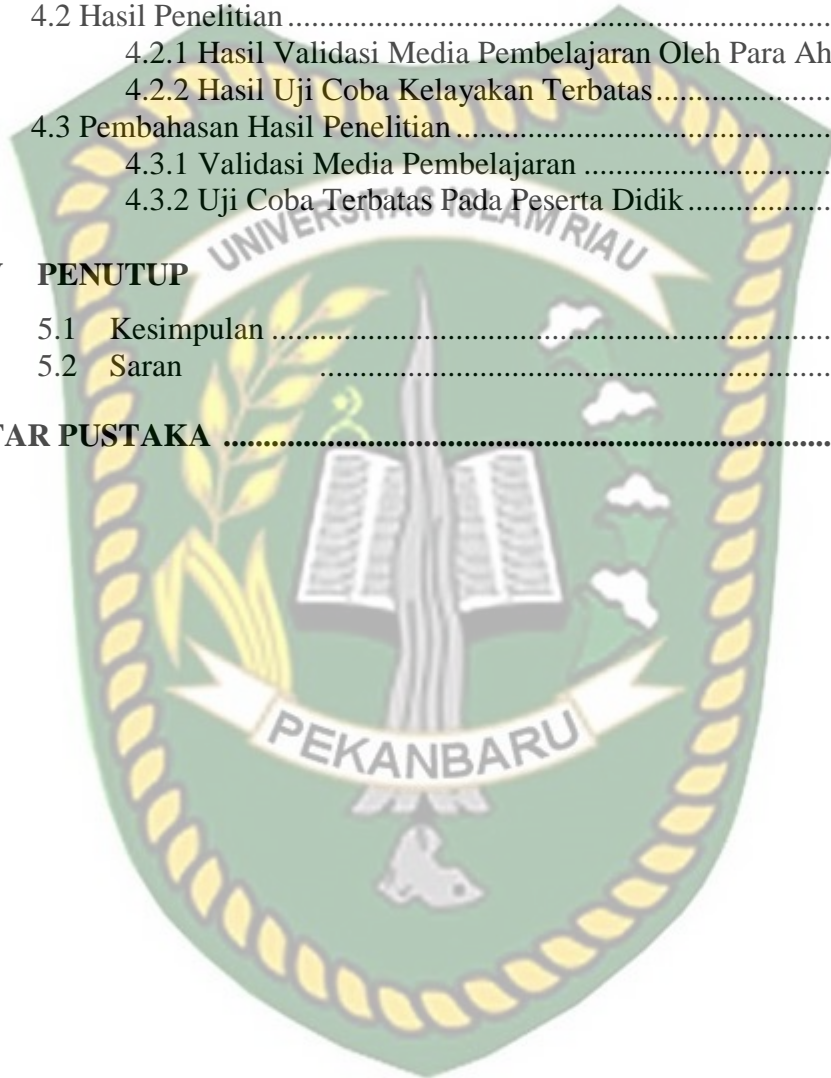 4.2 Hasil Penelitian ................................................................
4.2.1 Hasil Validasi Media Pembelajaran Oleh Para Ah
4.2.2 Hasil Uji Coba Kelayakan Terbatas ......................
4.3 Pembahasan Hasil Penelitian ................................................
4.3.1 Validasi Media Pembelajaran ................................
4.3.2 Uji Coba Terbatas Pada Peserta Didik ..................
UNIVERSITAS ISLAM RIAU
PENUTUP
5.1 Kesimpulan ........................................................................
5.2 Saran ................................................................
TAR PUSTAKA ................................................................
PEKANBARU